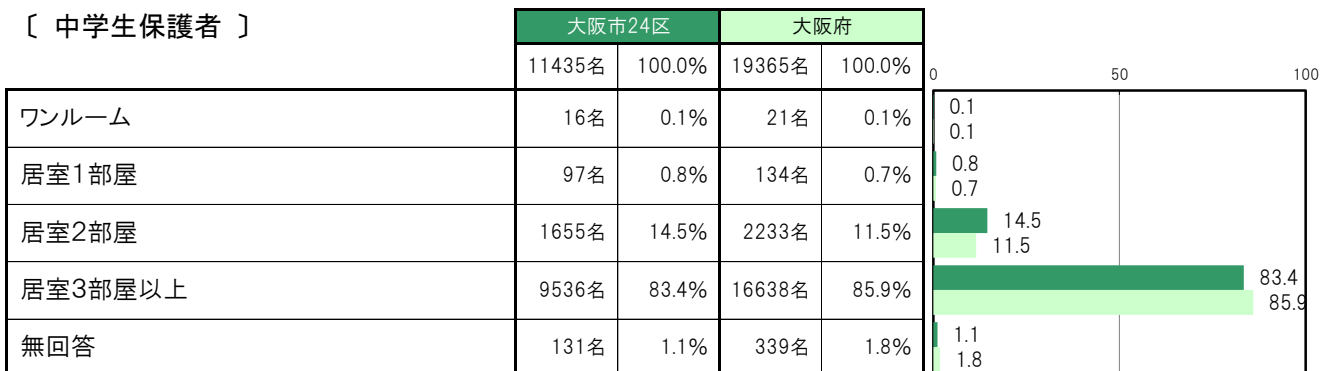 〔 中学生保護者 〕
大阪市24区 大阪府
11435名 100.0% 19365名 100.0%
0 50 100
ワンルーム 16名 0.1% 21名 0.1%
0.1
0.1
居室1部屋 97名 0.8% 134名 0.7%
0.8
0.7
居室2部屋 1655名 14.5% 2233名 11.5%
14.5
11.5
居室3部屋以上 9536名 83.4% 16638名 85.9%
83.4
85.9
無回答 131名 1.1% 339名 1.8%
1.1
1.8